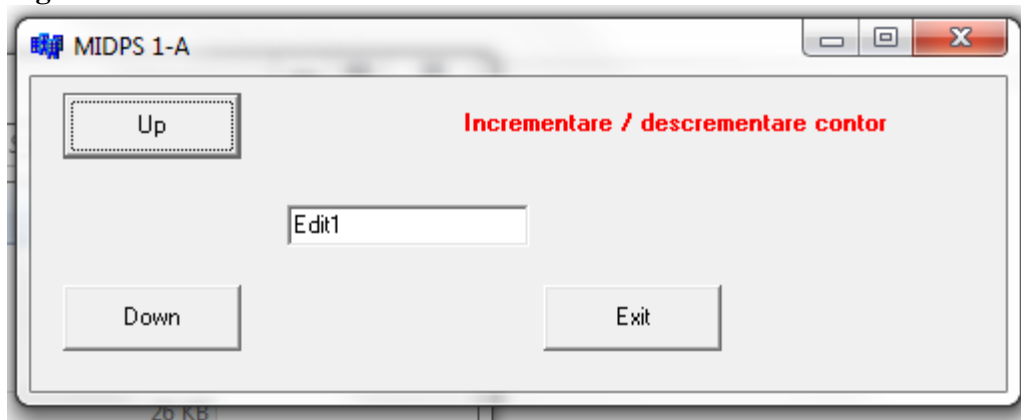 MIDPS 1-A
Up
Incrementare / descrementare contor
Edit1
Down
Exit
26 KB